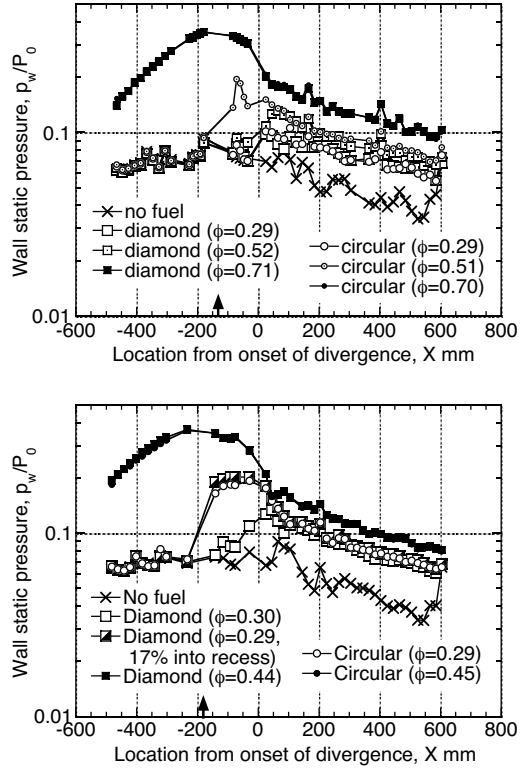 Wall static pressure, p_w/P_0
0.1
0.01
no fuel
diamond (ϕ=0.29)
diamond (ϕ=0.52)
diamond (ϕ=0.71)
circular (ϕ=0.29)
circular (ϕ=0.51)
circular (ϕ=0.70)
-600 -400 -200 0 200 400 600 800
Location from onset of divergence, X mm
Wall static pressure, p_w/P_0
0.1
0.01
No fuel
Diamond (ϕ=0.30)
Diamond (ϕ=0.29,
17% into recess)
Diamond (ϕ=0.44)
Circular (ϕ=0.29)
Circular (ϕ=0.45)
-600 -400 -200 0 200 400 600 800
Location from onset of divergence, X mm